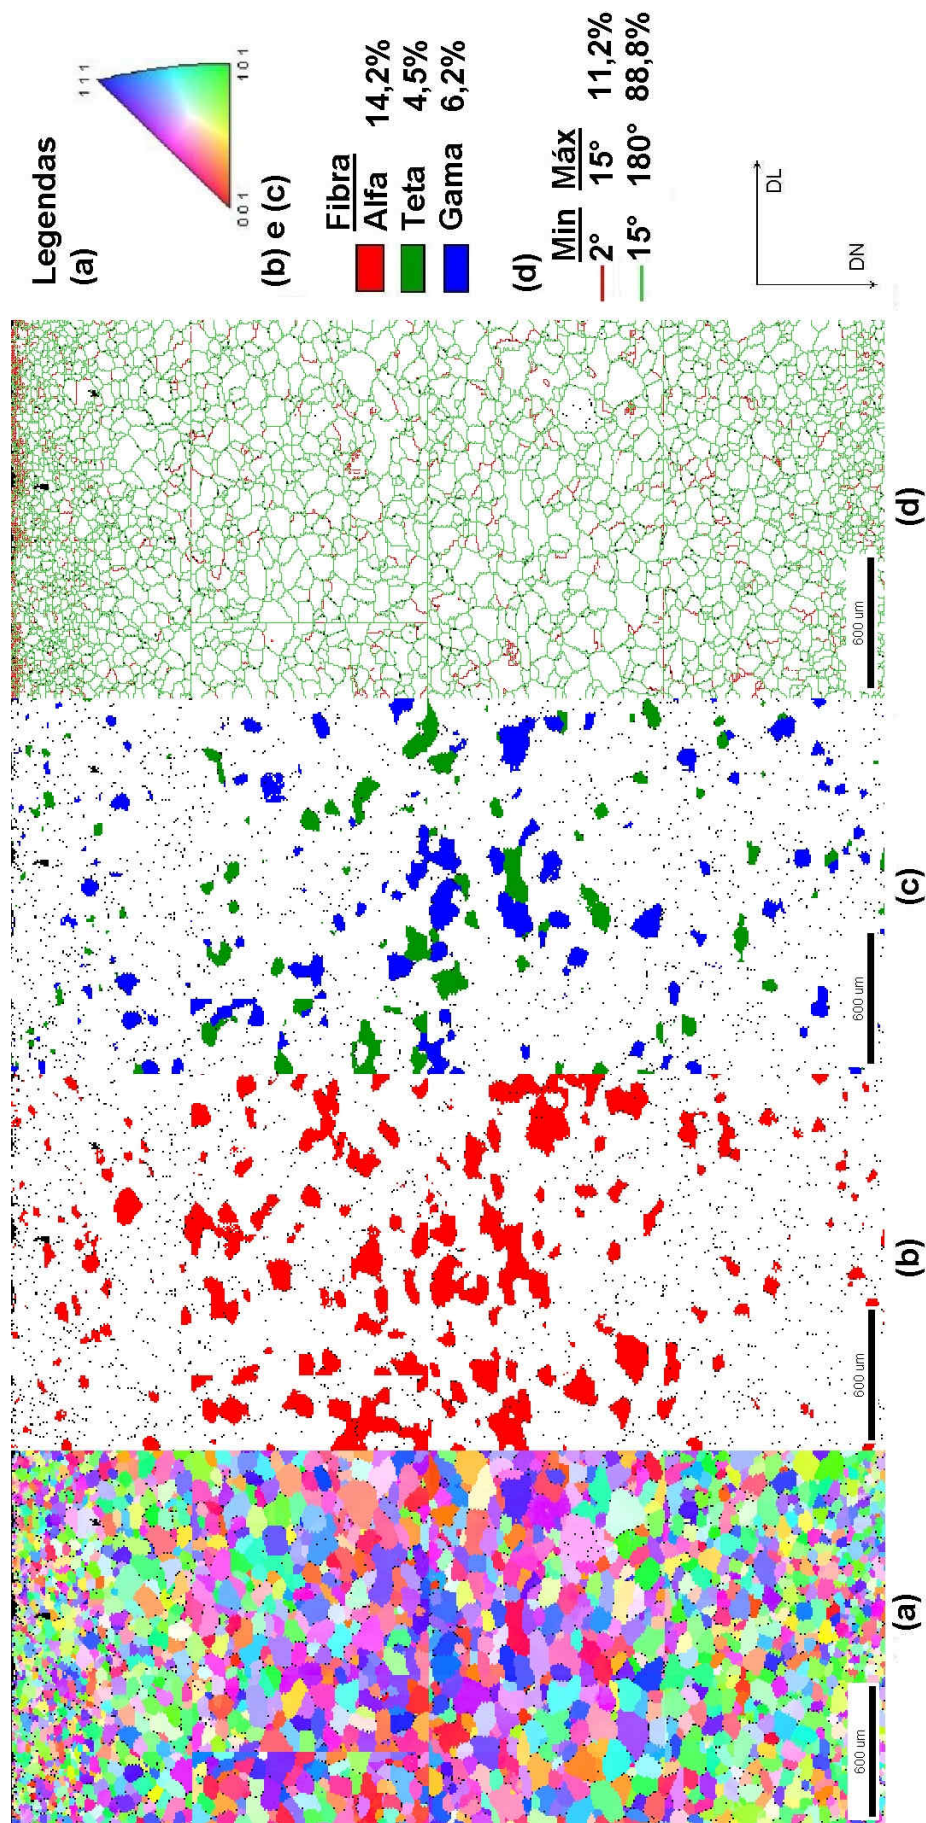 (a)
600 um
(b)
600 um
(c)
600 um
(d)
600 um
Legendas
(a)
111
001
101
(b) e (c)
Fibra
Alfa 14,2%
Teta 4,5%
Gama 6,2%
(d)
Min Máx
2° 15° 11,2%
15° 180° 88,8%
DL
DN